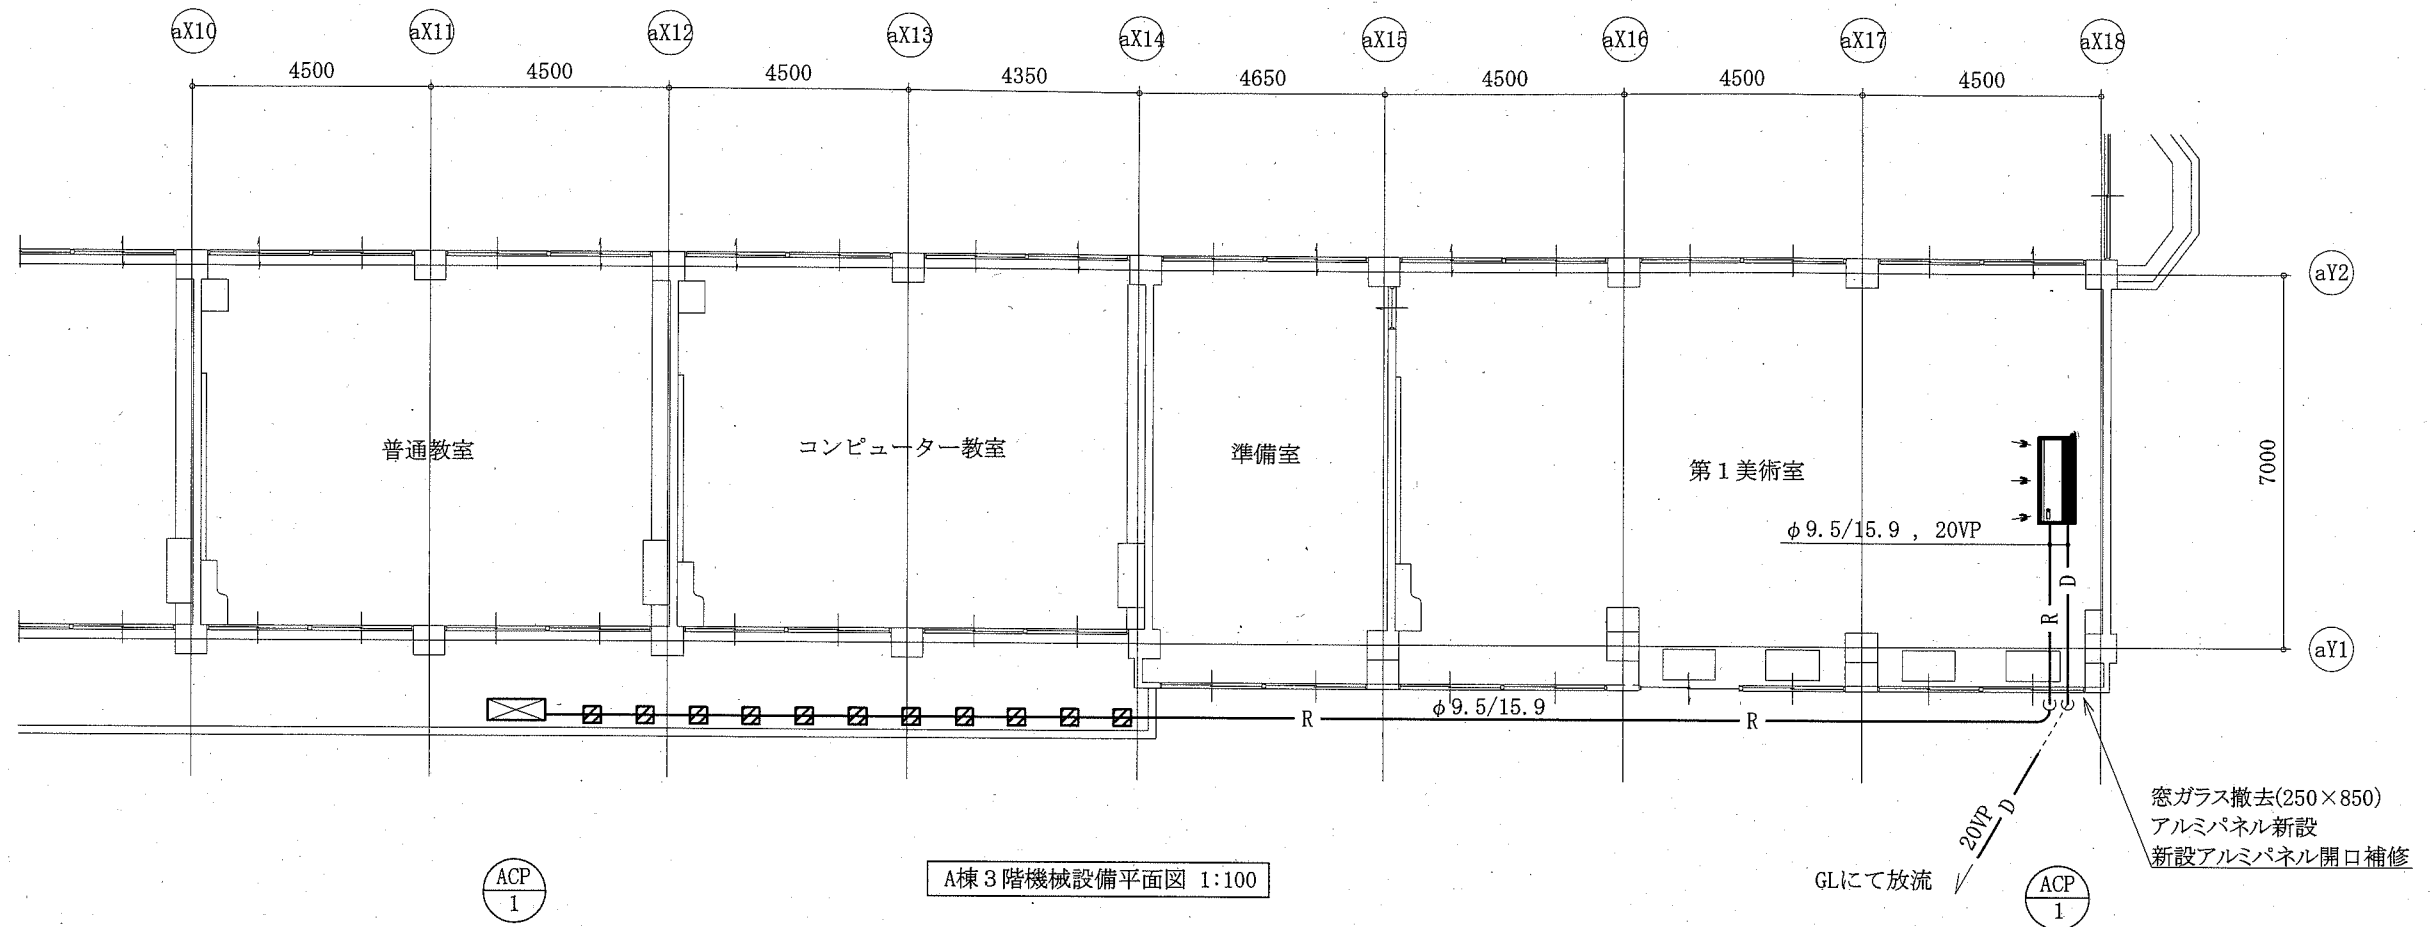 aX10 aX11 aX12 aX13 aX14 aX15 aX16 aX17 aX18
4500 4500 4500 4350 4650 4500 4500 4500
aY2
普通教室
コンピューター教室
準備室
第1美術室
7000
φ9.5/15.9 , 20VP
D
R
aY1
φ9.5/15.9
R
R
20VP
D
窓ガラス撤去(250×850)
アルミパネル新設
新設アルミパネル開口補修
GLにて放流
ACP
1
A棟3階機械設備平面図 1:100
ACP
1